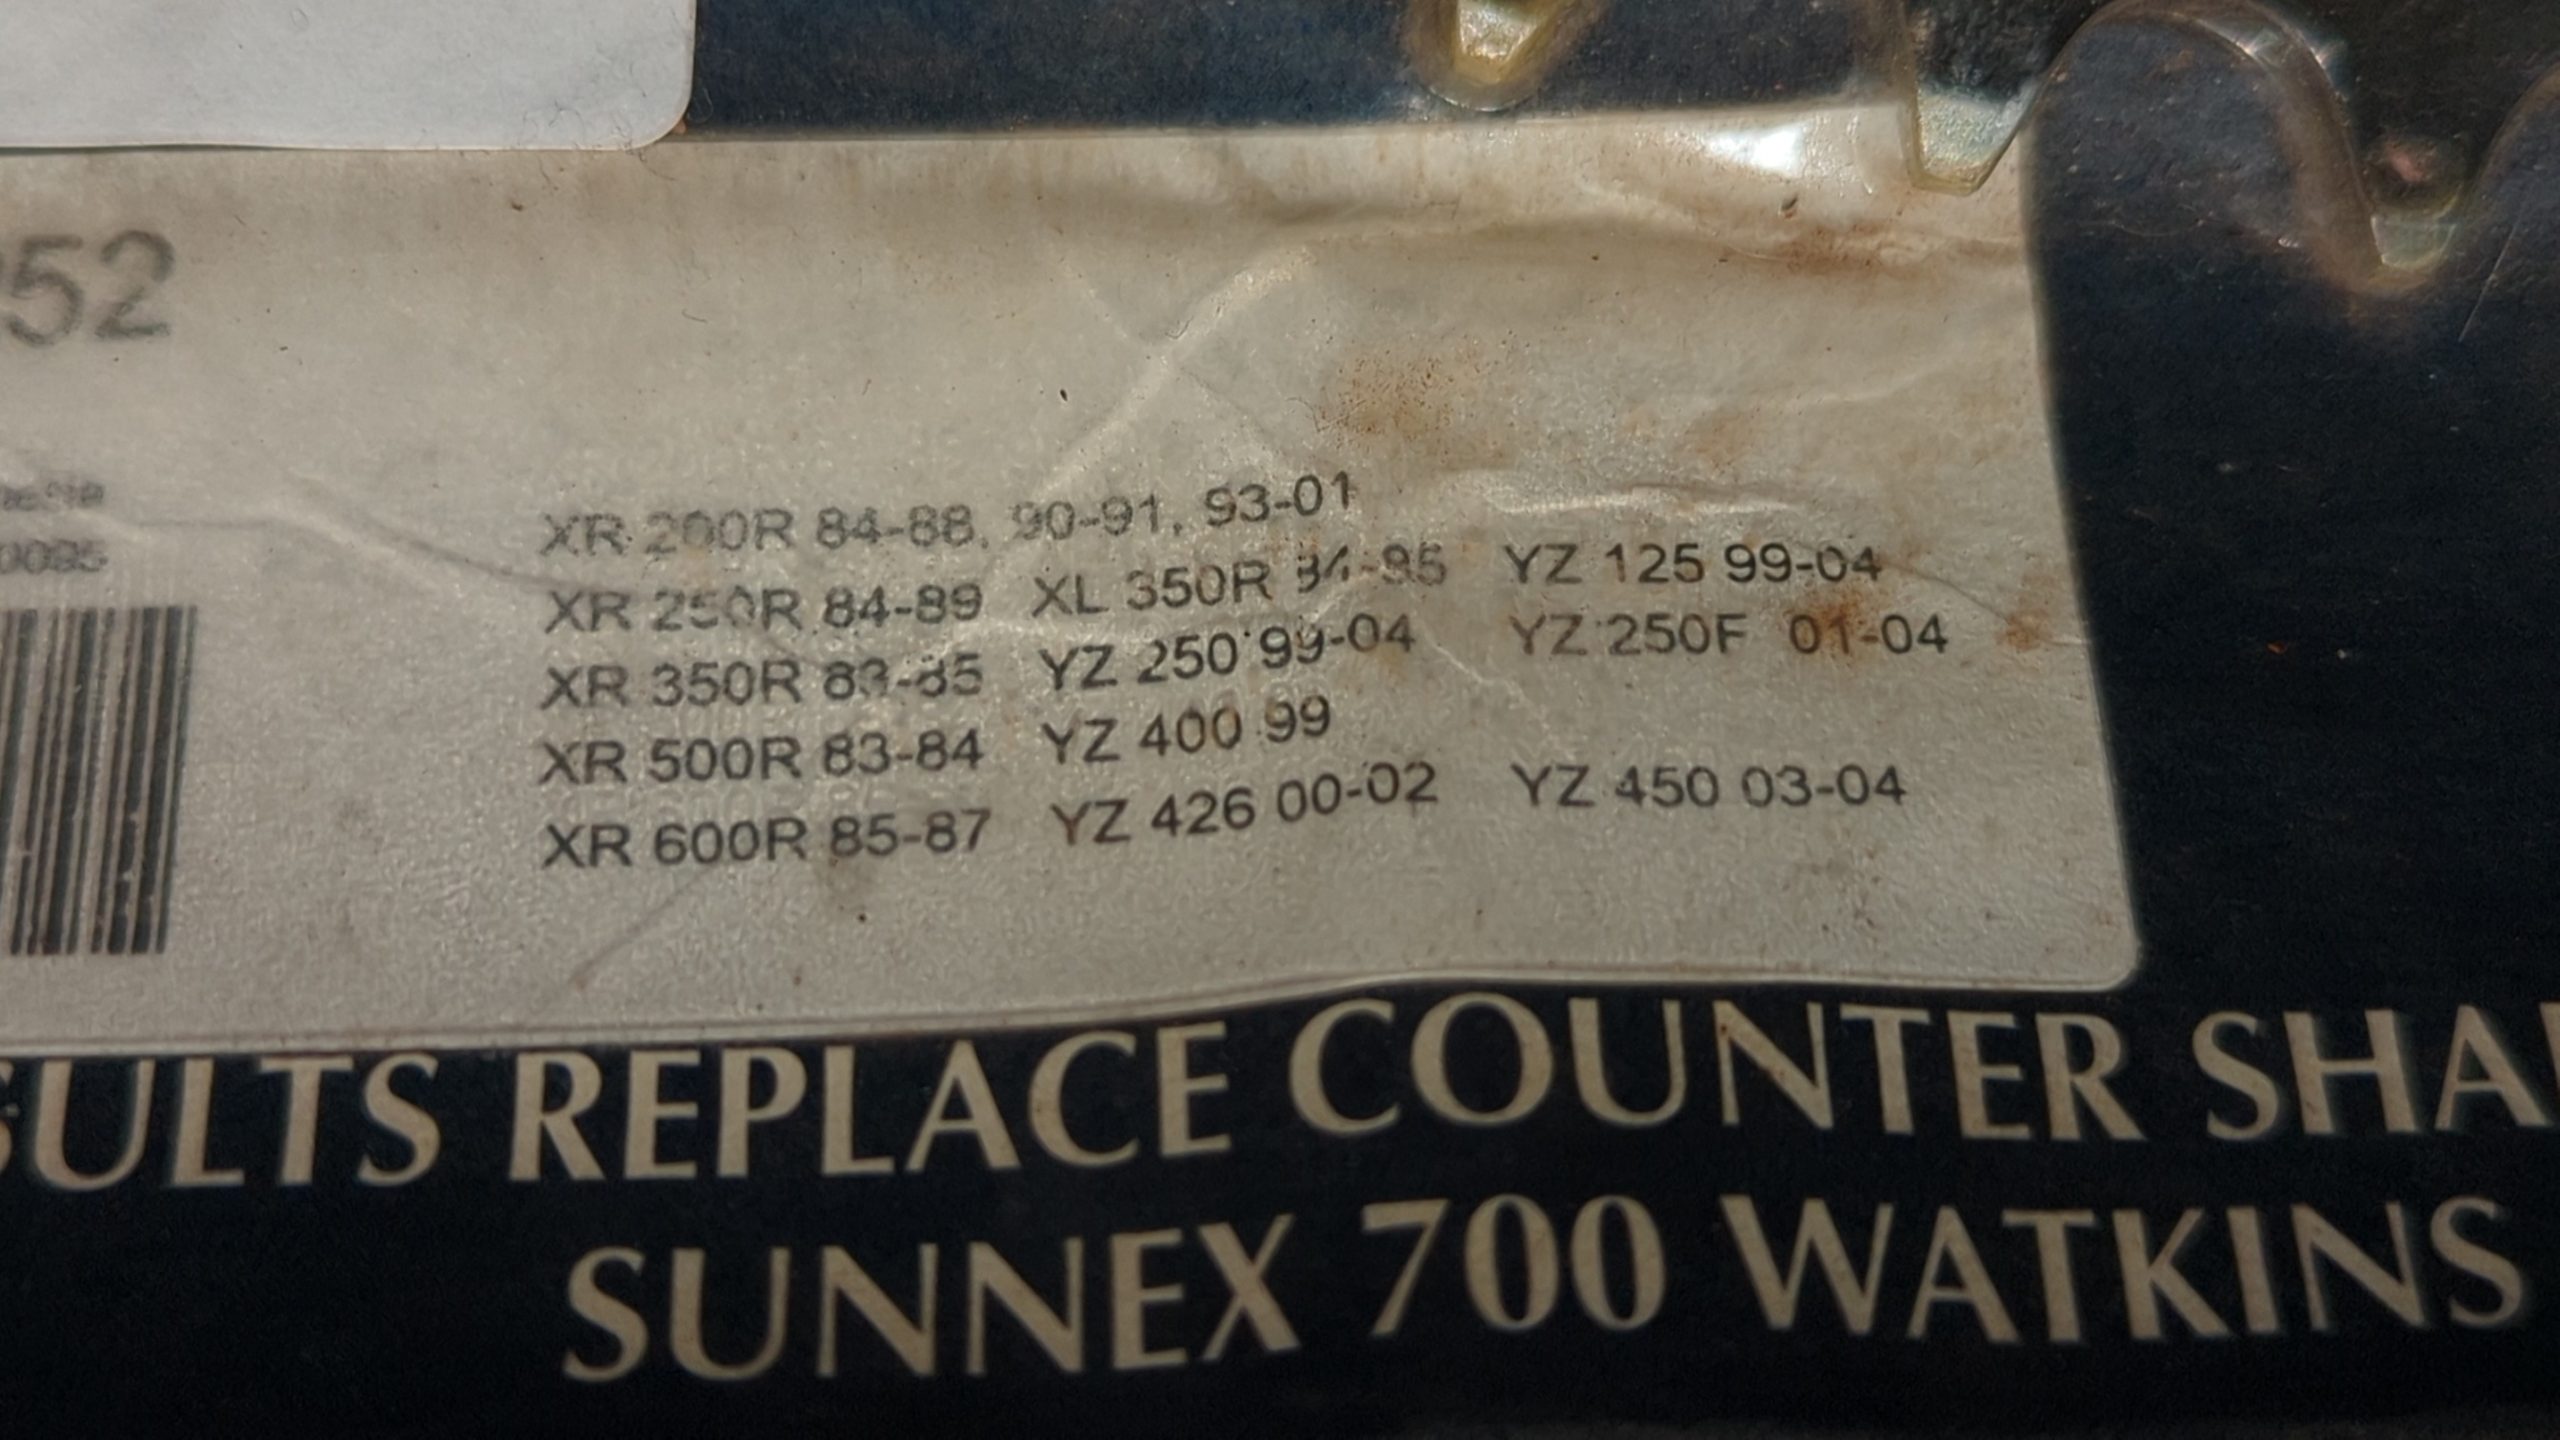 52
XR 200R 84-88, 90-91, 93-01
XR 250R 84-89 XL 350R 84-85 YZ 125 99-04
XR 350R 83-85 YZ 250 99-04 YZ 250F 01-04
XR 500R 83-84 YZ 400 99
XR 600R 85-87 YZ 426 00-02 YZ 450 03-04
SULTS REPLACE COUNTER SHA
SUNNEX 700 WATKINS